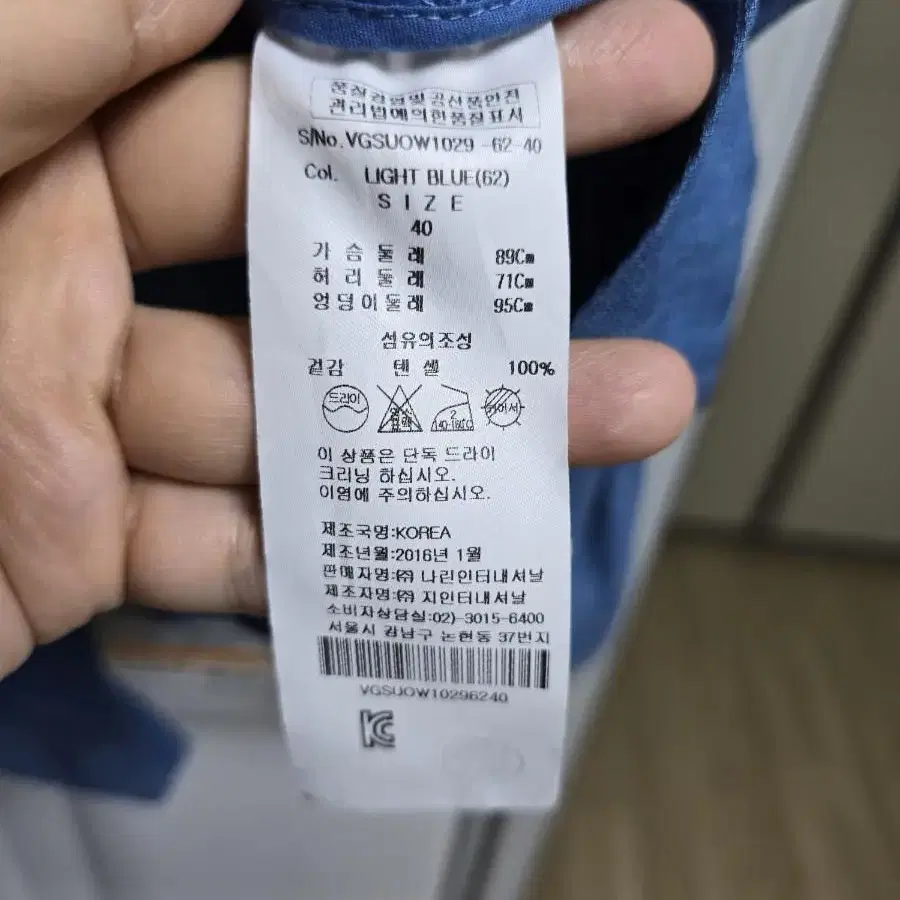 품질경영및공산품안전
관리법에의한품질표시
S/No.VGSUOW1029 -62-40
Col. LIGHT BLUE(62)
SIZE
40
가슴둘레 89Cm
허리둘레 71Cm
엉덩이둘레 95Cm
섬유의조성
겉감 텐셀 100%
드라이
염소
표백
2
140-160℃
이 상품은 단독 드라이
크리닝 하십시오.
이염에 주의하십시오.
제조국명:KOREA
제조년월:2016년 1월
판매자명:㈜ 나린인터내셔날
제조자명:㈜ 지인터내셔날
소비자상담실:02)-3015-6400
서울시 강남구 논현동 37번지
VGSUOW10296240
KC